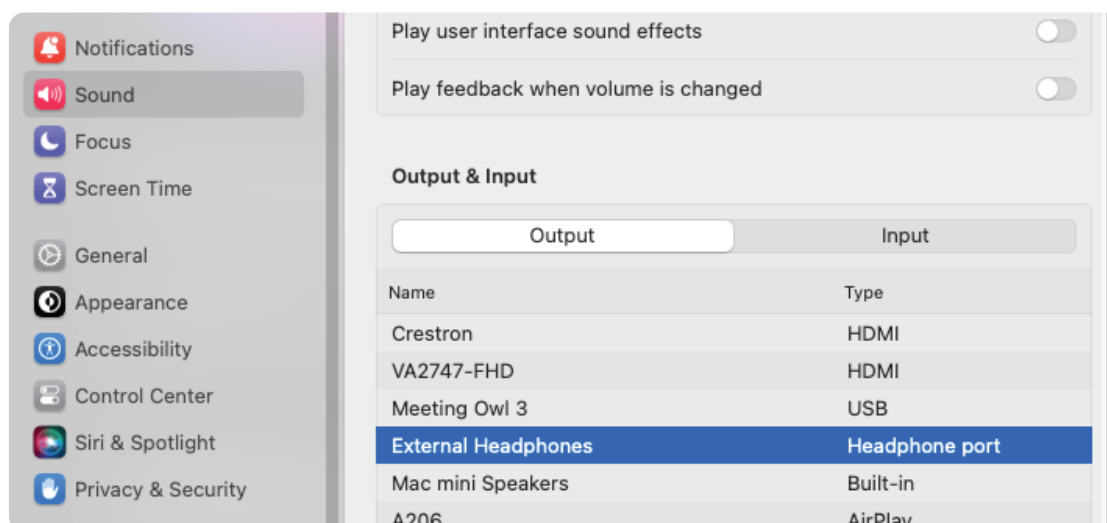 Notifications
Sound
Focus
Screen Time
General
Appearance
Accessibility
Control Center
Siri & Spotlight
Privacy & Security
Play user interface sound effects
Play feedback when volume is changed
Output & Input
Output Input
Name Type
Crestron HDMI
VA2747-FHD HDMI
Meeting Owl 3 USB
External Headphones Headphone port
Mac mini Speakers Built-in
A206 AirPlay